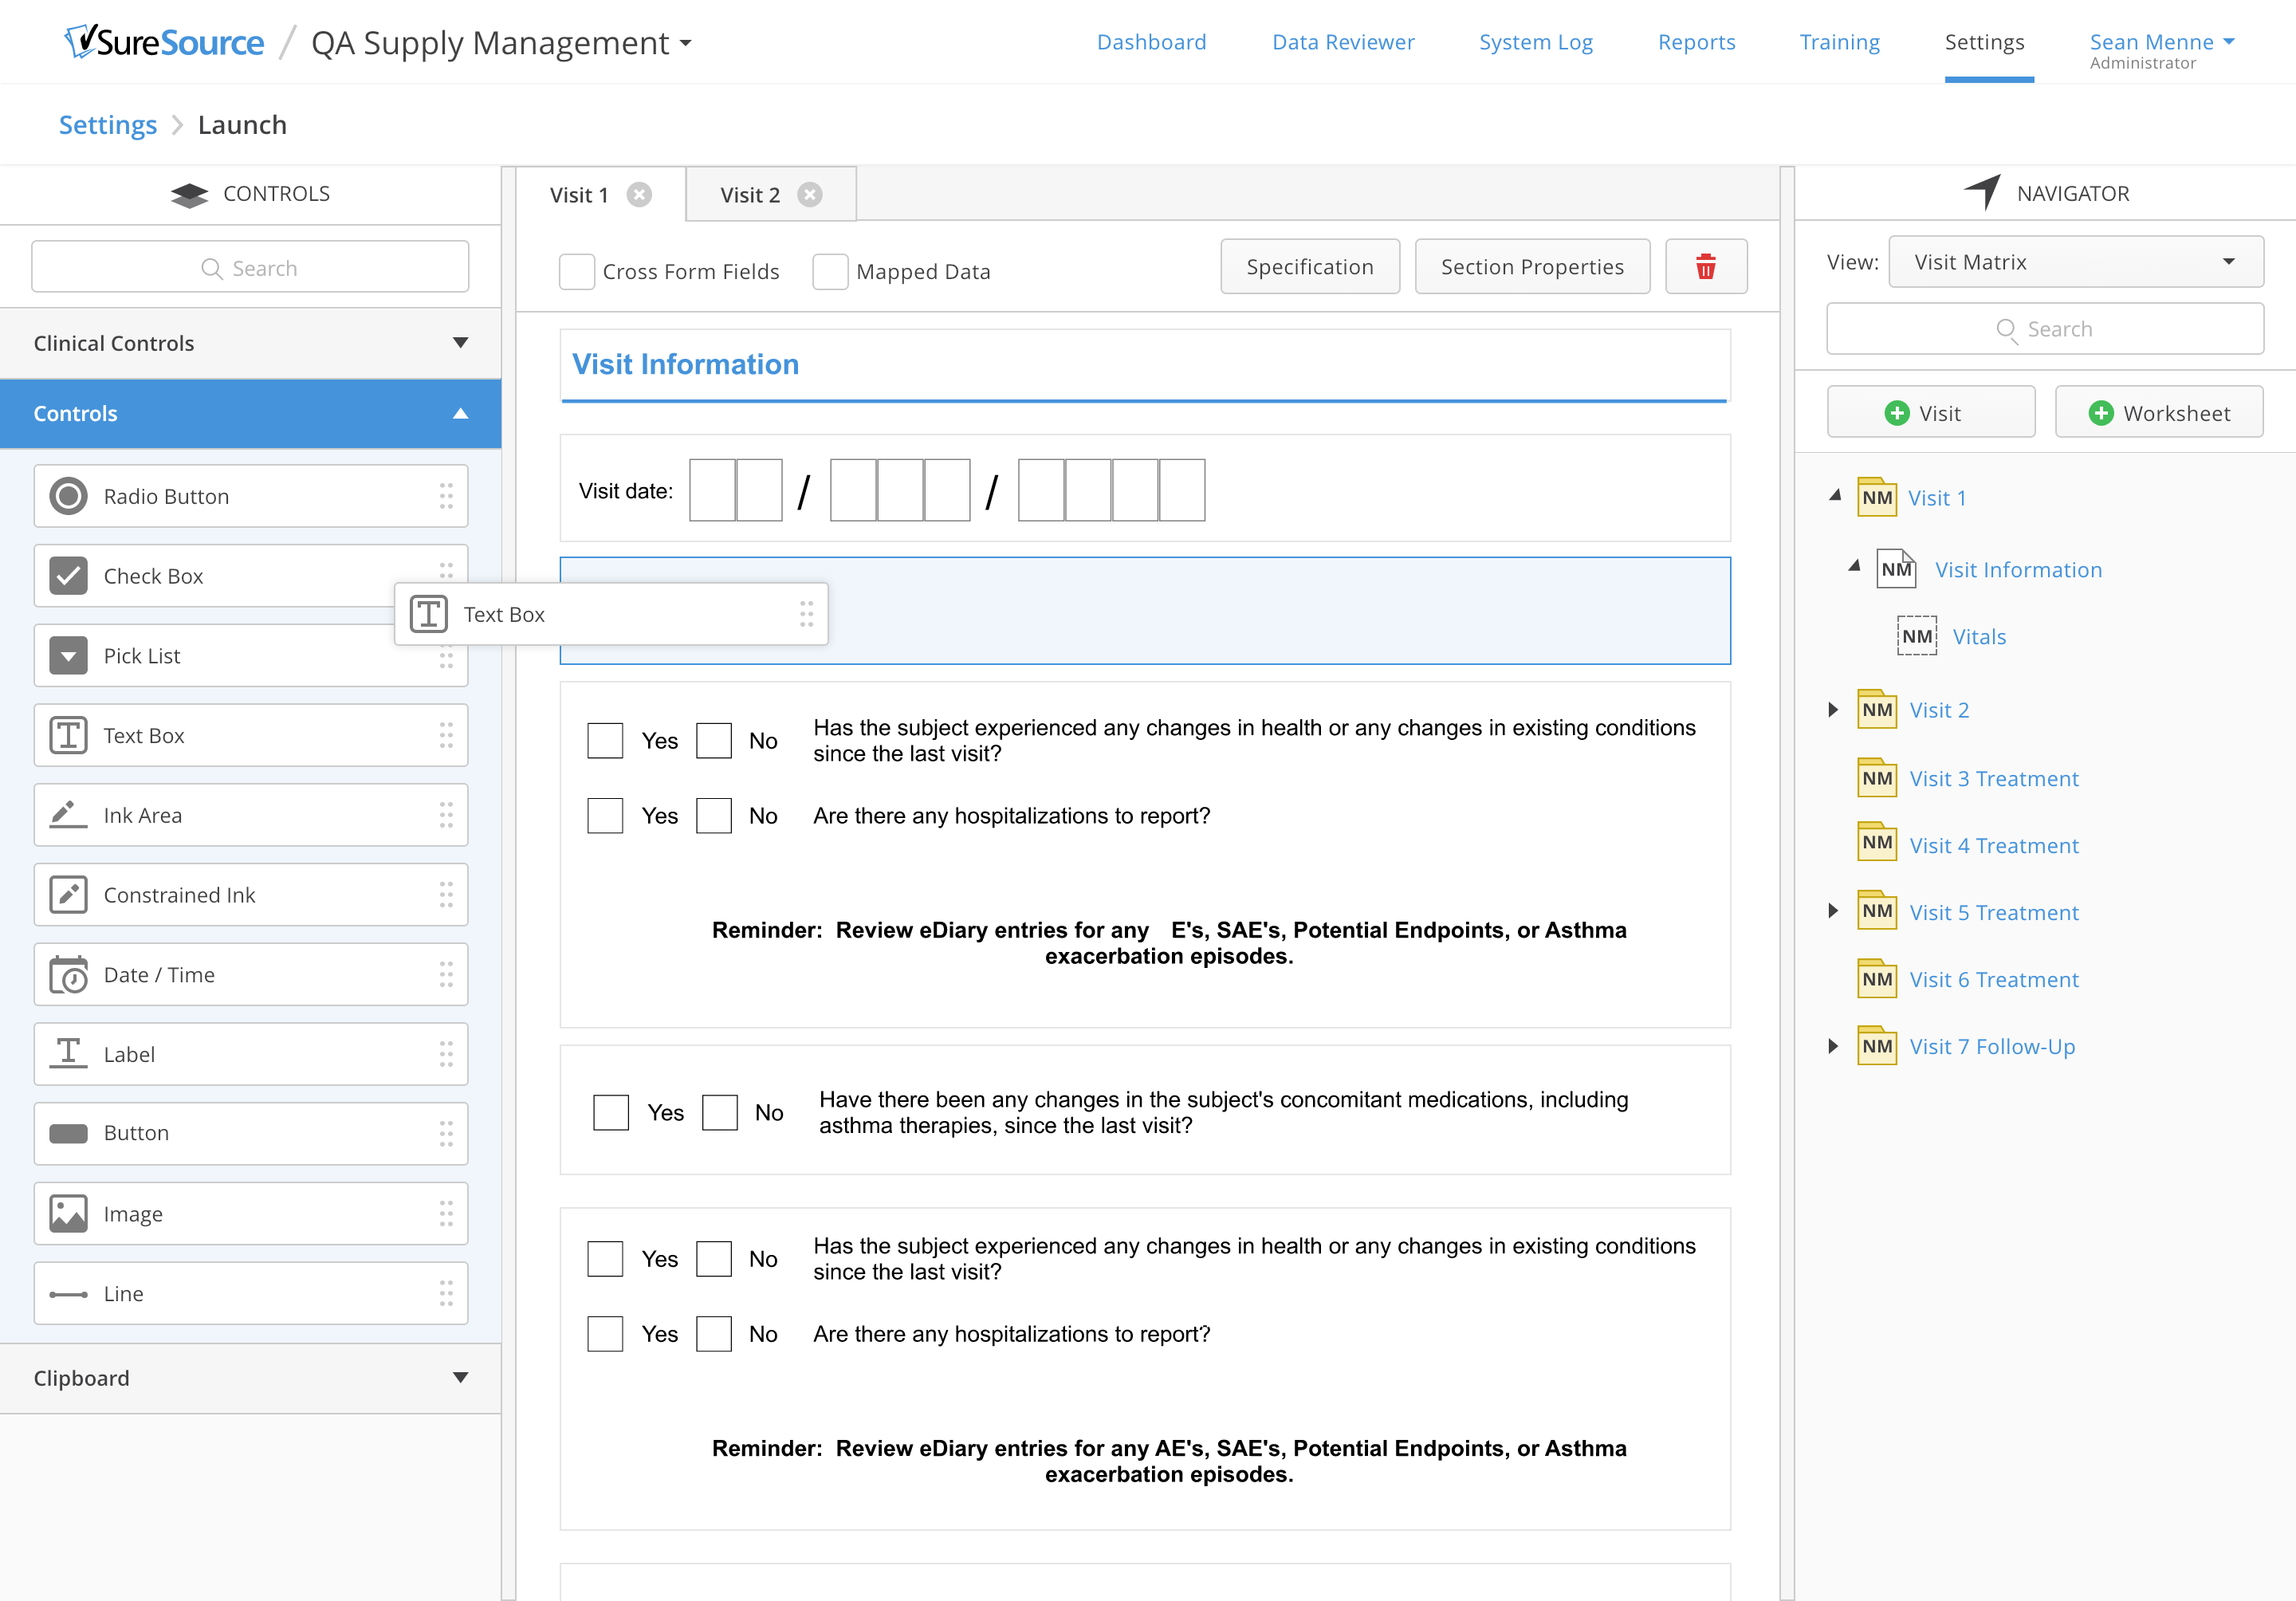 SureSource / QA Supply Management
Dashboard
Data Reviewer
System Log
Reports
Training
Settings
Sean Menne
Administrator
Settings
Launch
CONTROLS
Search
Clinical Controls
Controls
Radio Button
Check Box
Pick List
Text Box
Ink Area
Constrained Ink
Date / Time
Label
Button
Image
Line
Clipboard
Text Box
Visit 1
Visit 2
Cross Form Fields
Mapped Data
Specification
Section Properties
Visit Information
Visit date: / /
Yes No Has the subject experienced any changes in health or any changes in existing conditions
since the last visit?
Yes No Are there any hospitalizations to report?
Reminder: Review eDiary entries for any E's, SAE's, Potential Endpoints, or Asthma
exacerbation episodes.
Yes No Have there been any changes in the subject's concomitant medications, including
asthma therapies, since the last visit?
Yes No Has the subject experienced any changes in health or any changes in existing conditions
since the last visit?
Yes No Are there any hospitalizations to report?
Reminder: Review eDiary entries for any AE's, SAE's, Potential Endpoints, or Asthma
exacerbation episodes.
NAVIGATOR
View: Visit Matrix
Search
Visit
Worksheet
NM Visit 1
NM Visit Information
NM Vitals
NM Visit 2
NM Visit 3 Treatment
NM Visit 4 Treatment
NM Visit 5 Treatment
NM Visit 6 Treatment
NM Visit 7 Follow-Up